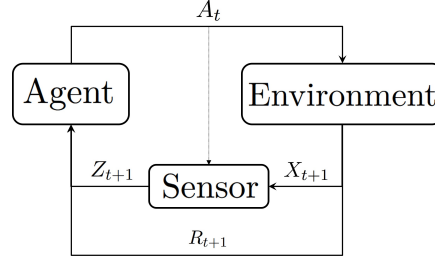 A_t
Agent
Environment
Z_{t+1}
Sensor
X_{t+1}
R_{t+1}